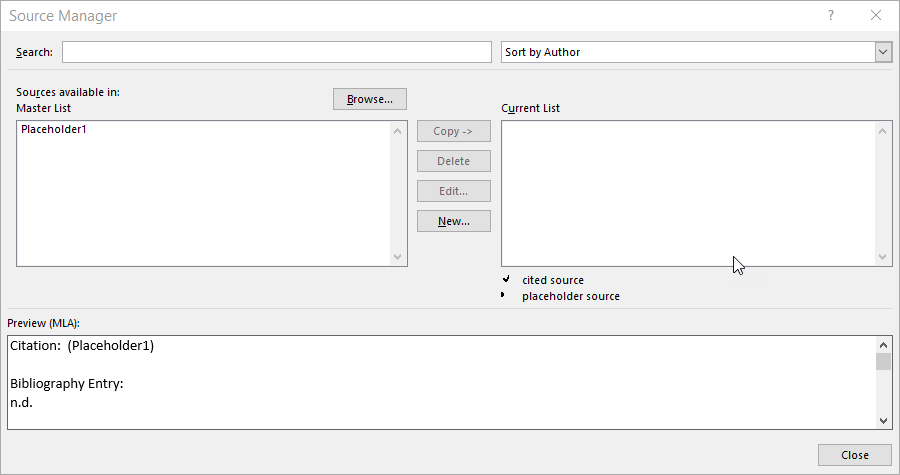 Source Manager
?
Search:
Sort by Author
Sources available in:
Master List
Browse...
Current List
Placeholder1
Copy ->
Delete
Edit...
New...
cited source
placeholder source
Preview (MLA):
Citation:  (Placeholder1)
Bibliography Entry:
n.d.
Close